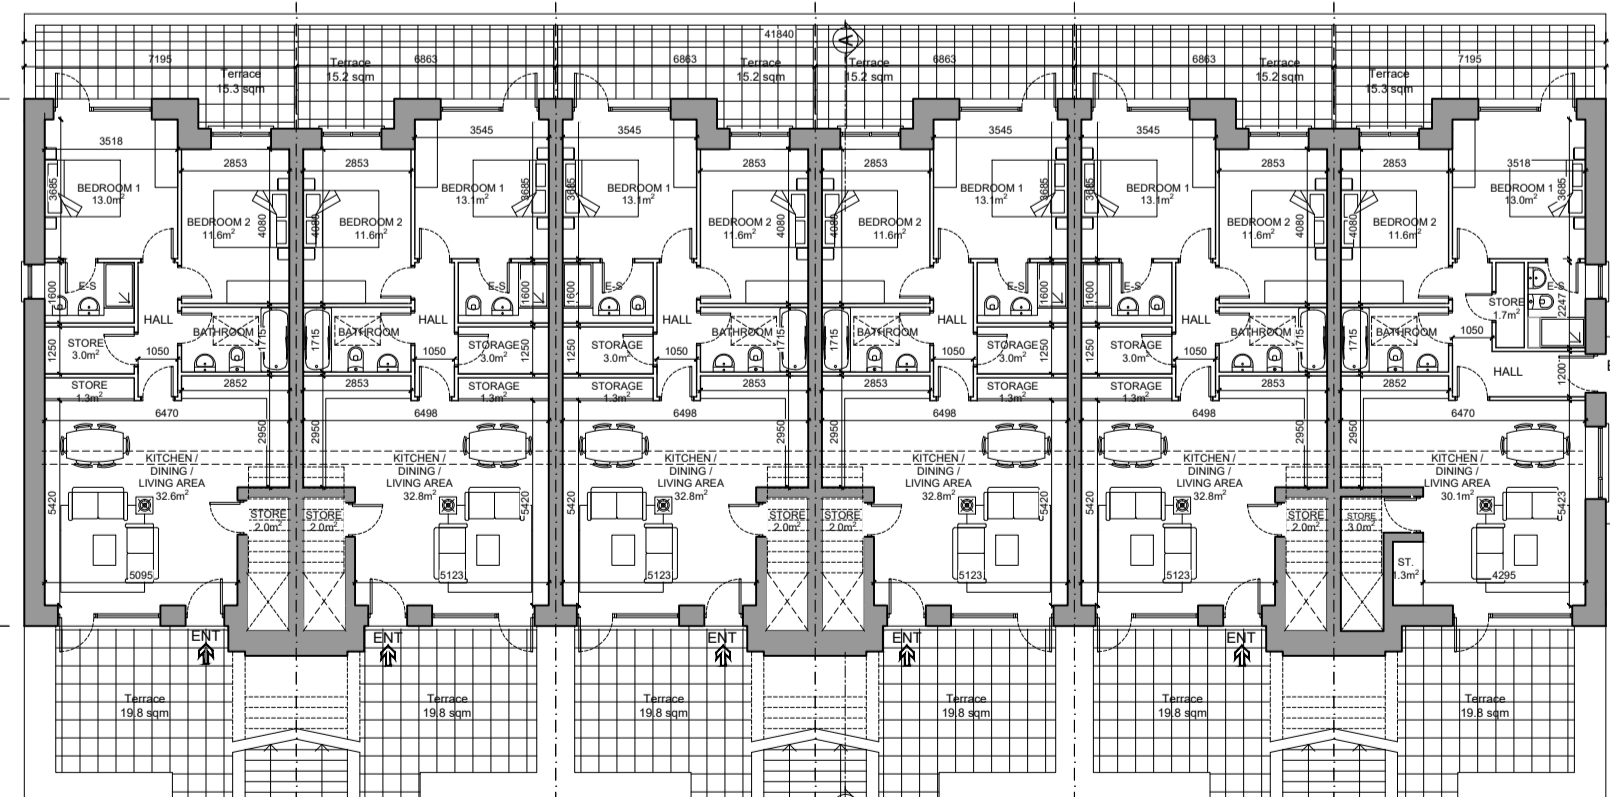 41840
A
7195
6863
6863
6863
6863
7195
Terrace
15.3 sqm
Terrace
15.2 sqm
Terrace
15.2 sqm
Terrace
15.2 sqm
Terrace
15.2 sqm
Terrace
15.3 sqm
3518
2853
2853
3545
3545
2853
2853
3545
3545
2853
2853
3518
3685
3685
3685
3685
3685
3685
4080
4080
4080
4080
4080
4080
BEDROOM 1
13.0m²
BEDROOM 2
11.6m²
BEDROOM 2
11.6m²
BEDROOM 1
13.1m²
BEDROOM 1
13.1m²
BEDROOM 2
11.6m²
BEDROOM 2
11.6m²
BEDROOM 1
13.1m²
BEDROOM 1
13.1m²
BEDROOM 2
11.6m²
BEDROOM 2
11.6m²
BEDROOM 1
13.0m²
1600
E-S
E-S
1600
1600
E-S
E-S
1600
1600
E-S
E-S
2247
STORE
1.7m²
HALL
BATHROOM
1715
1715
BATHROOM
HALL
HALL
BATHROOM
1715
1715
BATHROOM
HALL
HALL
BATHROOM
1715
1715
BATHROOM
1050
HALL
1200
E
1250
STORE
3.0m²
1050
1050
STORAGE
3.0m²
1250
1250
STORAGE
3.0m²
1050
1050
STORAGE
3.0m²
1250
1250
STORAGE
3.0m²
1050
STORE
1.3m²
2852
2853
STORAGE
1.3m²
STORAGE
1.3m²
2853
2853
STORAGE
1.3m²
STORAGE
1.3m²
2853
2852
6470
6498
6498
6498
6498
6470
2950
2950
2950
2950
2950
2950
KITCHEN /
DINING /
LIVING AREA
32.6m²
KITCHEN /
DINING /
LIVING AREA
32.8m²
KITCHEN /
DINING /
LIVING AREA
32.8m²
KITCHEN /
DINING /
LIVING AREA
32.8m²
KITCHEN /
DINING /
LIVING AREA
32.8m²
KITCHEN /
DINING /
LIVING AREA
30.1m²
5420
5420
5420
5420
5420
5423
STORE
2.0m²
STORE
2.0m²
STORE
2.0m²
STORE
2.0m²
STORE
2.0m²
STORE
3.0m²
ST.
1.3m²
5095
5123
5123
5123
5123
4295
ENT
ENT
ENT
ENT
ENT
Terrace
19.8 sqm
Terrace
19.8 sqm
Terrace
19.8 sqm
Terrace
19.8 sqm
Terrace
19.8 sqm
Terrace
19.8 sqm